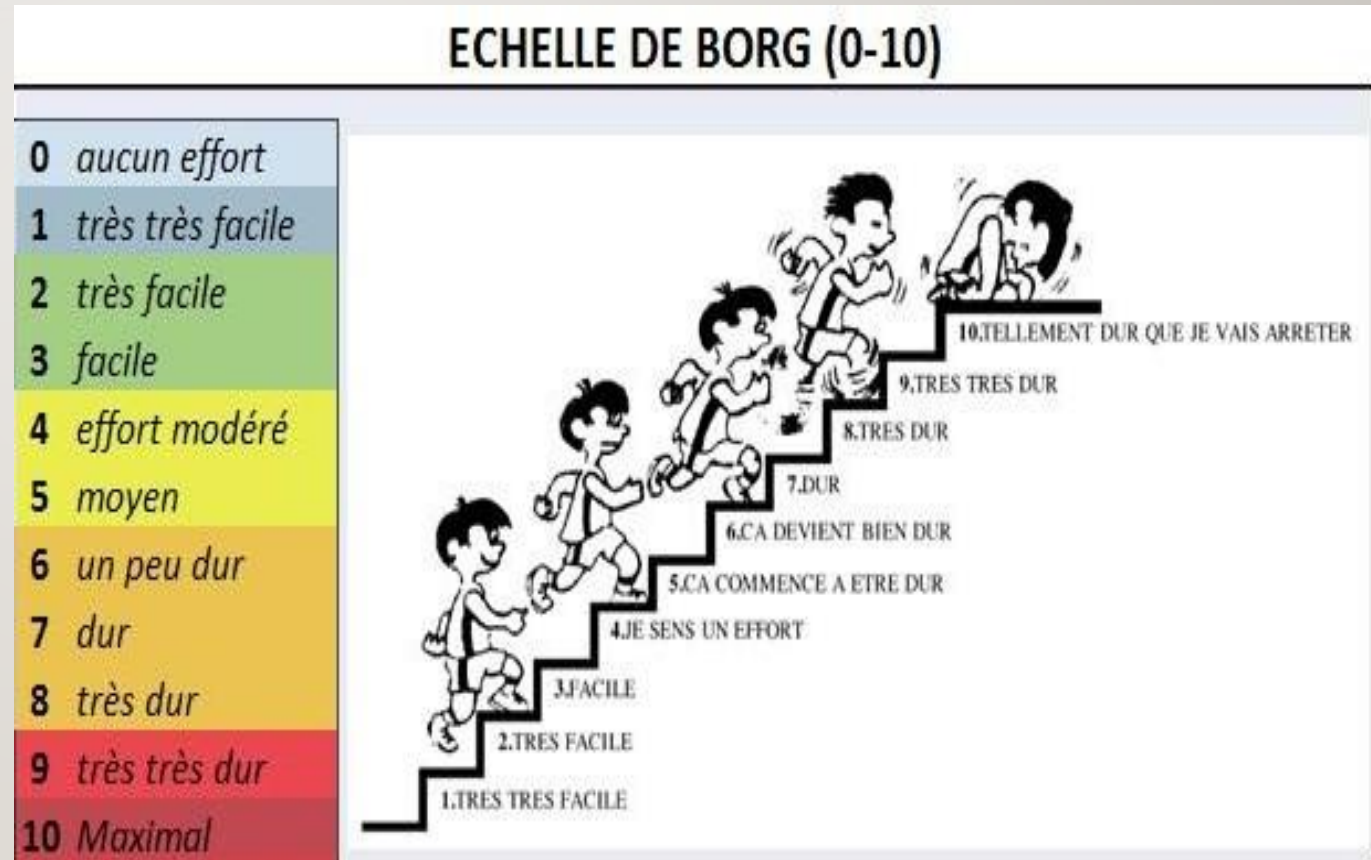 ECHELLE DE BORG (0-10)
0 aucun effort
1 très très facile
2 très facile
3 facile
4 effort modéré
5 moyen
6 un peu dur
7 dur
8 très dur
9 très très dur
10 Maximal
10.TELLEMENT DUR QUE JE VAIS ARRETER
9,TRES TRES DUR
8.TRES DUR
7.DUR
6.CA DEVIENT BIEN DUR
5.CA COMMENCE A ETRE DUR
4.JE SENS UN EFFORT
3.FACILE
2.TRES FACILE
1.TRES TRES FACILE